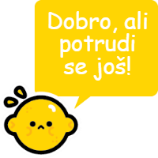 Dobro, ali
potrudi
se još!